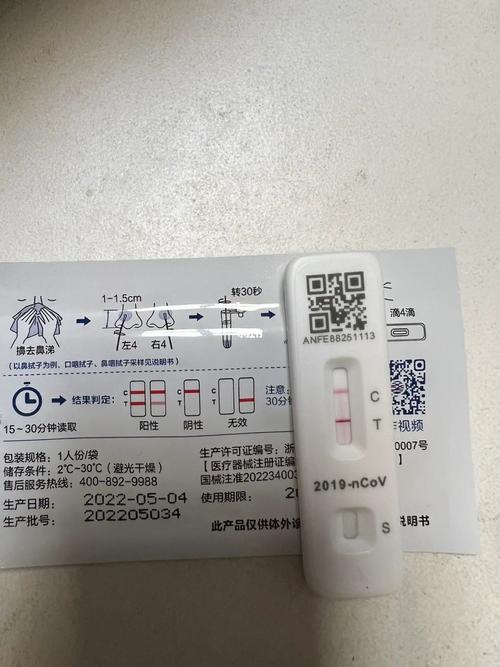 1-1.5cm
转30秒
滴4滴
擤去鼻涕
左4 右4
(以鼻拭子为例，口咽拭子、鼻咽拭子采样见说明书)
15~30分钟读取
结果判定:
C
T
阳性
C
T
阴性
C
T
无效
注意:
30分钟
作视频
包装规格: 1人份/袋
储存条件: 2℃-30℃（避光干燥）
售后服务热线: 400-892-9988
生产日期: 2022-05-04
生产批号: 202205034
生产许可证编号: 浙
0007号
【医疗器械注册证编
国械注准202234003
使用期限: 20
此产品仅供体外诊
说明书
ANFE88251113
C
T
2019-nCoV
S